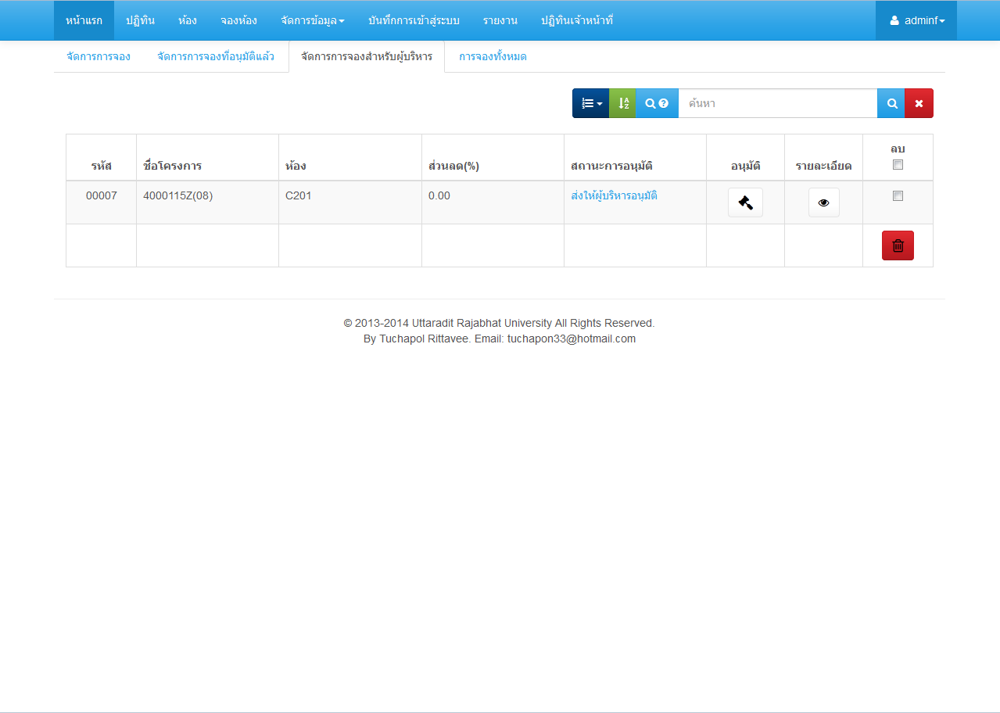 หน้าแรก ปฏิทิน ห้อง จองห้อง จัดการข้อมูล บันทึกการเข้าสู่ระบบ รายงาน ปฏิทินเจ้าหน้าที่ adminf
จัดการการจอง จัดการการจองที่อนุมัติแล้ว จัดการการจองสำหรับผู้บริหาร การจองทั้งหมด
ค้นหา
รหัส ชื่อโครงการ ห้อง ส่วนลด(%) สถานะการอนุมัติ อนุมัติ รายละเอียด ลบ
00007 4000115Z(08) C201 0.00 ส่งให้ผู้บริหารอนุมัติ
© 2013-2014 Uttaradit Rajabhat University All Rights Reserved.
By Tuchapol Rittavee. Email: tuchapon33@hotmail.com